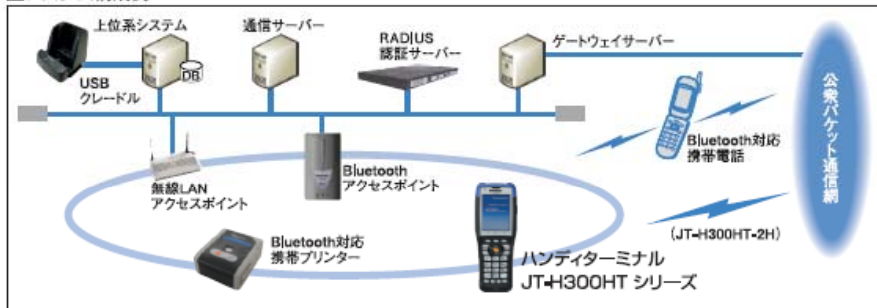 上位系システム
通信サーバー
RADIUS
認証サーバー
ゲートウェイサーバー
DB
USB
クレードル
公衆パケット通信網
Bluetooth対応
携帯電話
無線LAN
アクセスポイント
Bluetooth
アクセスポイント
(JT-H300HT-2H)
Bluetooth対応
携帯プリンター
ハンディターミナル
JT-H300HT シリーズ